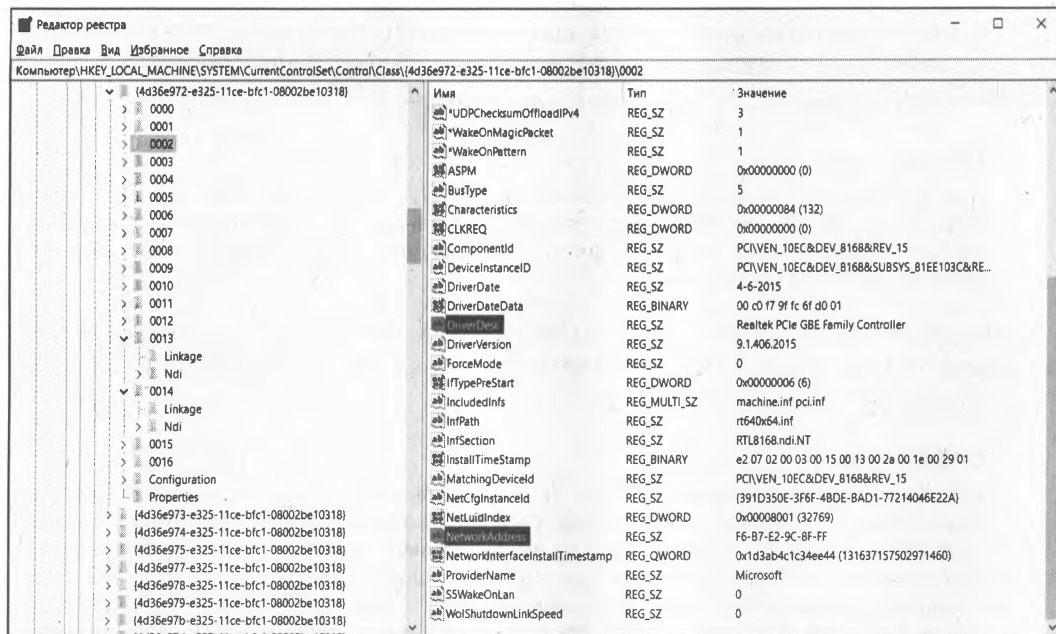 Редактор реестра
Файл Правка Вид Избранное Справка
Компьютер\HKEY_LOCAL_MACHINE\SYSTEM\CurrentControlSet\Control\Class\{4d36e972-e325-11ce-bfc1-08002be10318}\0002
{4d36e972-e325-11ce-bfc1-08002be10318}
0000
0001
0002
0003
0004
0005
0006
0007
0008
0009
0010
0011
0012
0013
Linkage
Ndi
0014
Linkage
Ndi
0015
0016
Configuration
Properties
{4d36e973-e325-11ce-bfc1-08002be10318}
{4d36e974-e325-11ce-bfc1-08002be10318}
{4d36e975-e325-11ce-bfc1-08002be10318}
{4d36e977-e325-11ce-bfc1-08002be10318}
{4d36e978-e325-11ce-bfc1-08002be10318}
{4d36e979-e325-11ce-bfc1-08002be10318}
{4d36e97b-e325-11ce-bfc1-08002be10318}
Имя Тип Значение
*UDPChecksumOffloadIPv4 REG_SZ 3
*WakeOnMagicPacket REG_SZ 1
*WakeOnPattern REG_SZ 1
ASPM REG_DWORD 0x00000000 (0)
BusType REG_SZ 5
Characteristics REG_DWORD 0x00000084 (132)
CLKREQ REG_DWORD 0x00000000 (0)
ComponentId REG_SZ PCI\VEN_10EC&DEV_8168&REV_15
DeviceInstanceID REG_SZ PCI\VEN_10EC&DEV_8168&SUBSYS_81EE103C&RE...
DriverDate REG_SZ 4-6-2015
DriverDateData REG_BINARY 00 c0 f7 9f fc 6f d0 01
DriverDesc REG_SZ Realtek PCIe GBE Family Controller
DriverVersion REG_SZ 9.1.406.2015
ForceMode REG_SZ 0
IfTypePreStart REG_DWORD 0x00000006 (6)
IncludedInfs REG_MULTI_SZ machine.inf pci.inf
InfPath REG_SZ rt640x64.inf
InfSection REG_SZ RTL8168.ndi.NT
InstallTimeStamp REG_BINARY e2 07 02 00 03 00 15 00 13 00 2a 00 1e 00 29 01
MatchingDeviceId REG_SZ PCI\VEN_10EC&DEV_8168&REV_15
NetCfgInstanceId REG_SZ {391D350E-3F6F-4BDE-BAD1-77214046E22A}
NetLuidIndex REG_DWORD 0x00008001 (32769)
NetworkAddress REG_SZ F6-B7-E2-9C-8F-FF
NetworkInterfaceInstallTimestamp REG_QWORD 0x1d3ab4c1c34ee44 (131637157502971460)
ProviderName REG_SZ Microsoft
S5WakeOnLan REG_SZ 0
WolShutdownLinkSpeed REG_SZ 0